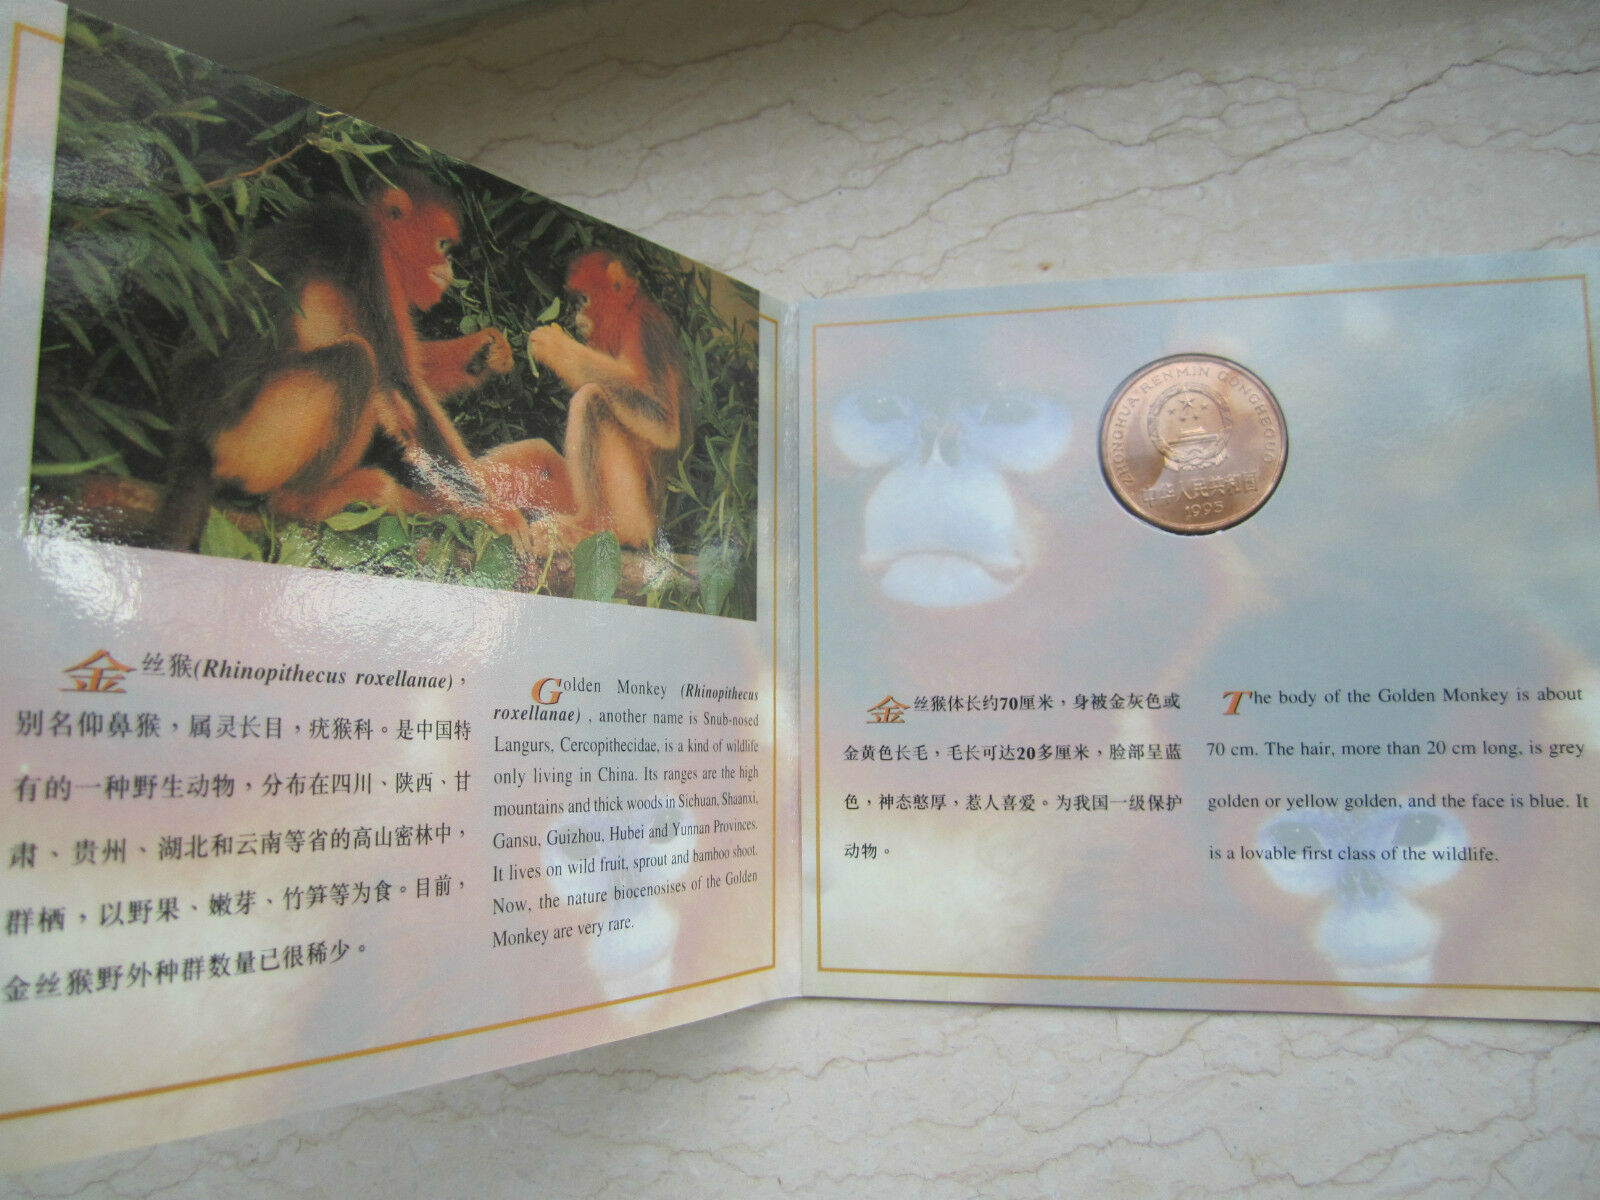 金丝猴(Rhinopithecus roxellanae)，
别名仰鼻猴，属灵长目，疣猴科。是中国特
有的一种野生动物，分布在四川、陕西、甘
肃、贵州、湖北和云南等省的高山密林中，
群栖，以野果、嫩芽、竹笋等为食。目前，
金丝猴野外种群数量已很稀少。
Golden Monkey (Rhinopithecus
roxellanae) , another name is Snub-nosed
Langurs, Cercopithecidae, is a kind of wildlife
only living in China. Its ranges are the high
mountains and thick woods in Sichuan, Shaanxi,
Gansu, Guizhou, Hubei and Yunnan Provinces.
It lives on wild fruit, sprout and bamboo shoot.
Now, the nature biocenosises of the Golden
Monkey are very rare.
ZHONGHUA RENMIN GONGHEGUO
中华人民共和国
1995
金丝猴体长约70厘米，身被金灰色或
金黄色长毛，毛长可达20多厘米，脸部呈蓝
色，神态憨厚，惹人喜爱。为我国一级保护
动物。
The body of the Golden Monkey is about
70 cm. The hair, more than 20 cm long, is grey
golden or yellow golden, and the face is blue. It
is a lovable first class of the wildlife.